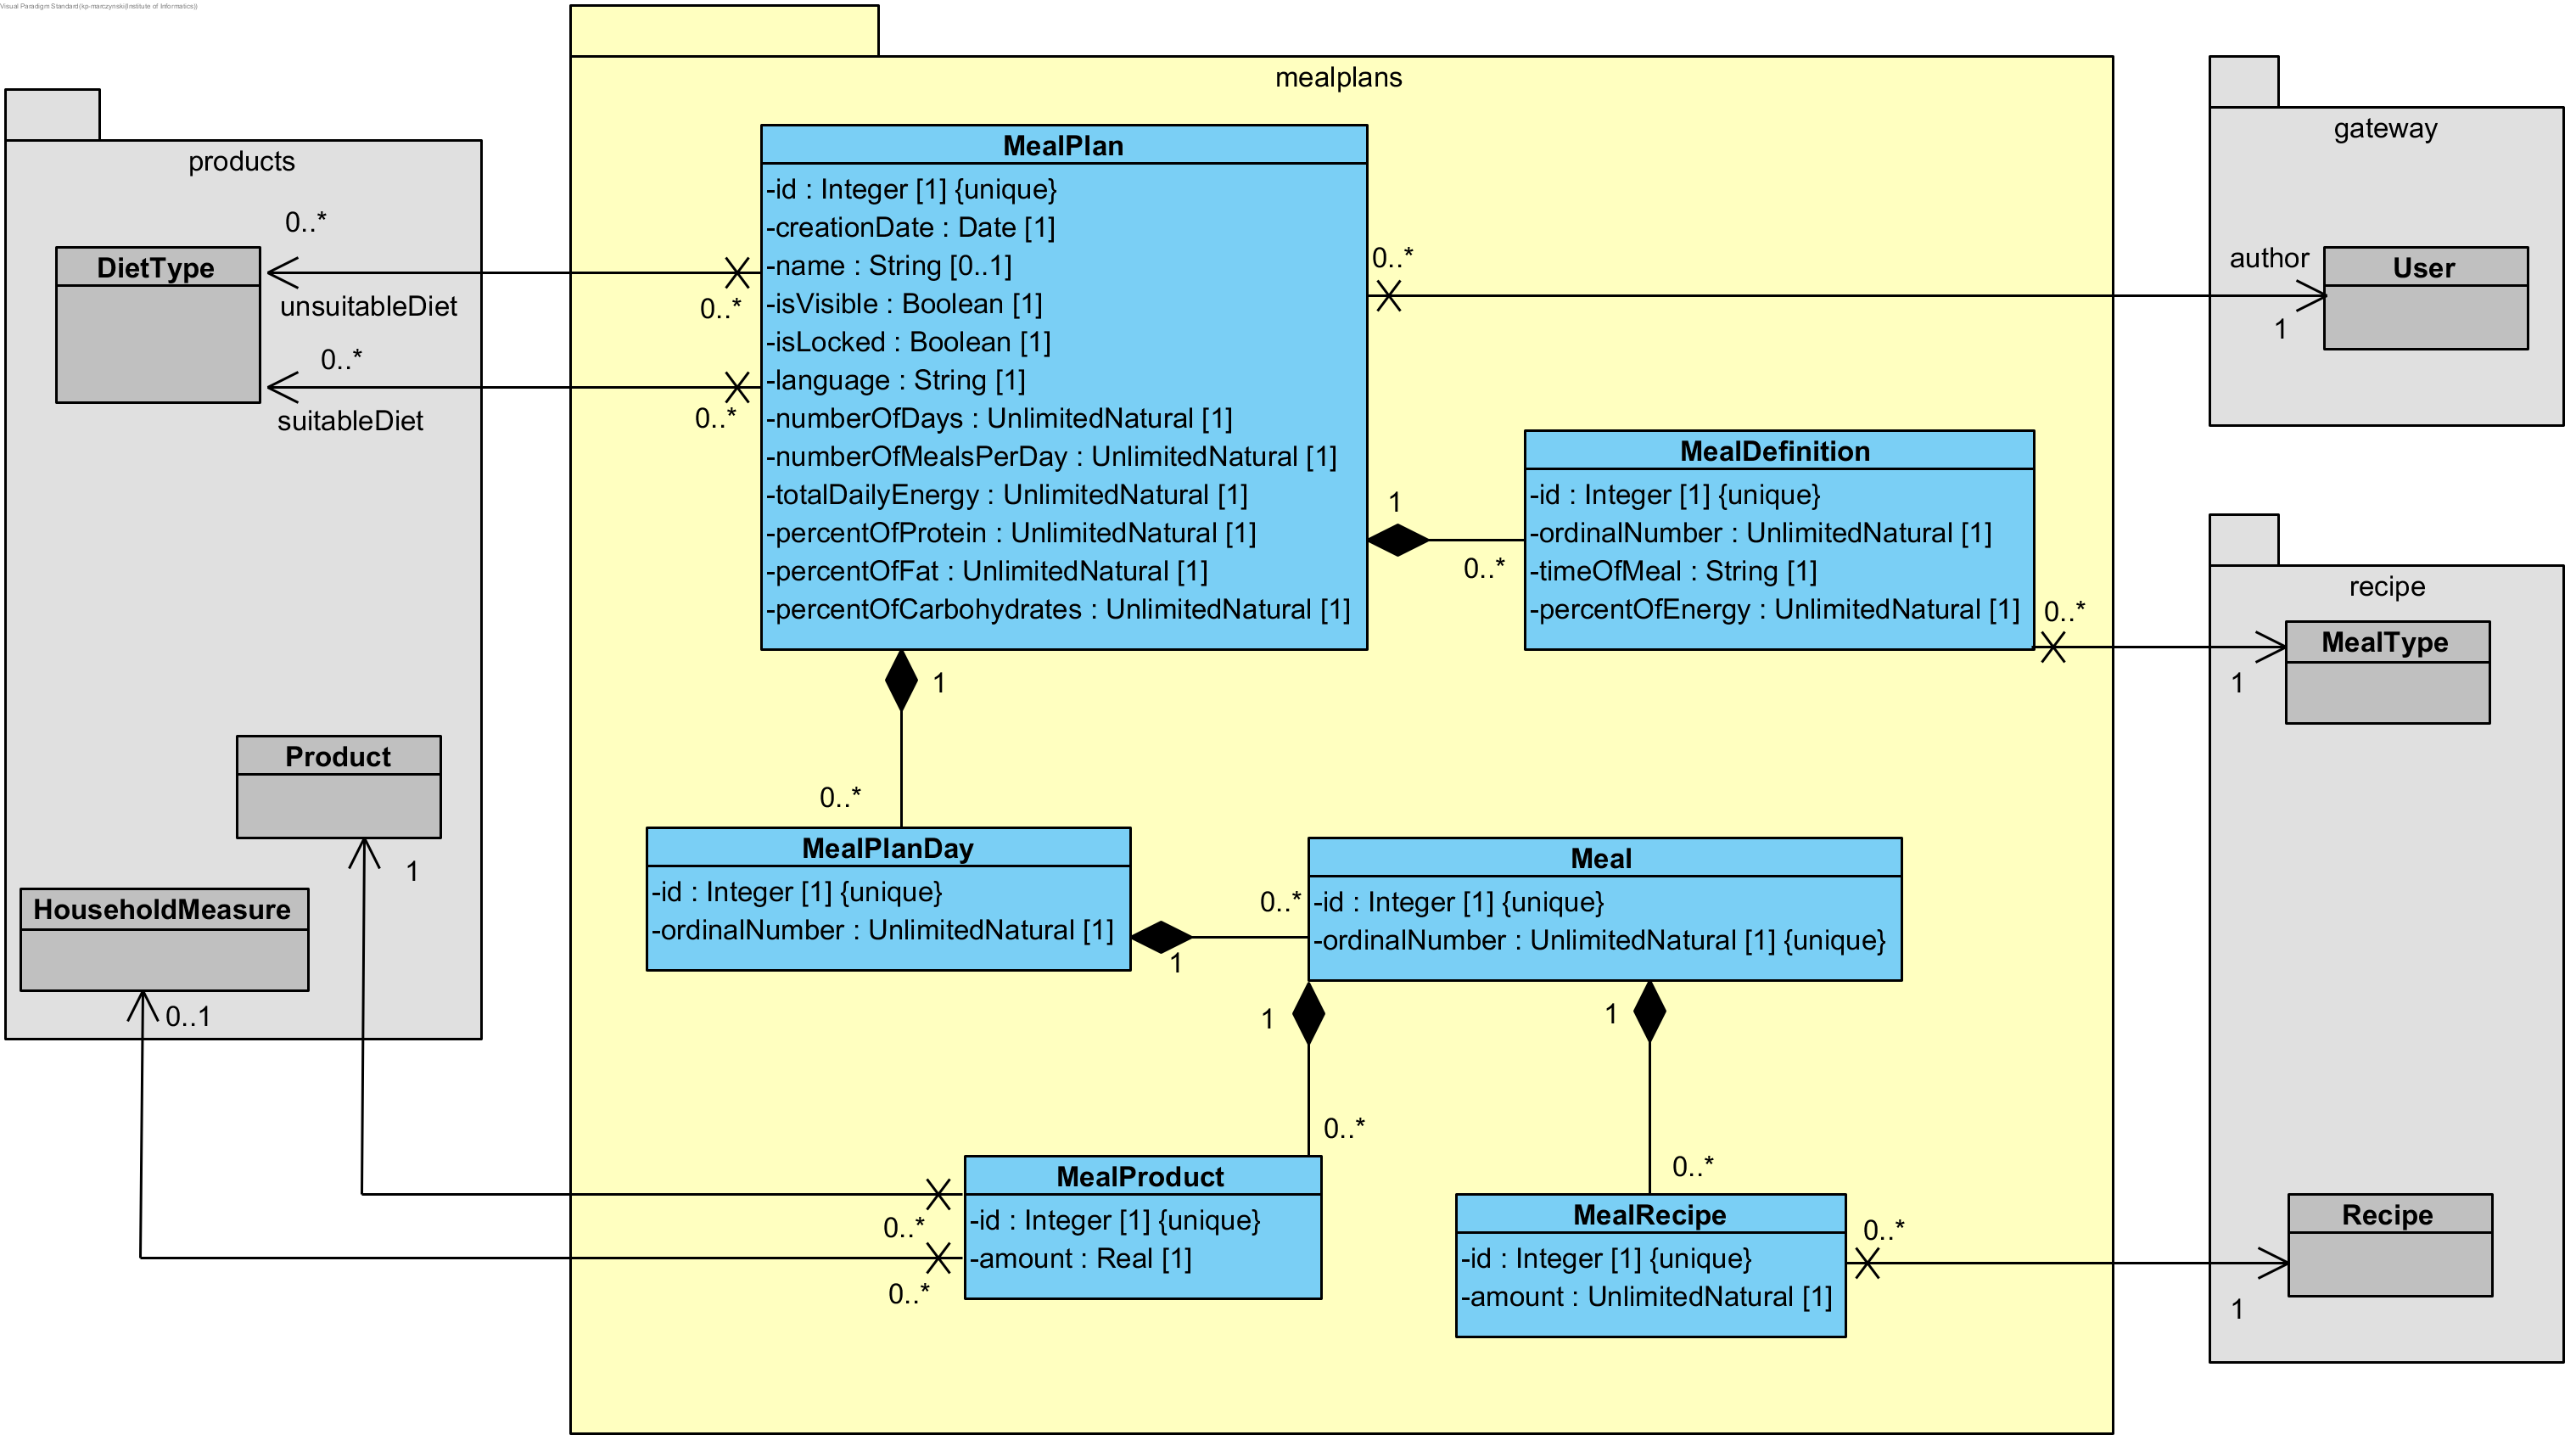 Visual Paradigm Standard(kp-marczynski(Institute of Informatics))
mealplans
products
gateway
MealPlan
-id : Integer [1] {unique}
-creationDate : Date [1]
-name : String [0..1]
-isVisible : Boolean [1]
-isLocked : Boolean [1]
-language : String [1]
-numberOfDays : UnlimitedNatural [1]
-numberOfMealsPerDay : UnlimitedNatural [1]
-totalDailyEnergy : UnlimitedNatural [1]
-percentOfProtein : UnlimitedNatural [1]
-percentOfFat : UnlimitedNatural [1]
-percentOfCarbohydrates : UnlimitedNatural [1]
0..*
DietType
unsuitableDiet
0..*
0..*
suitableDiet
0..*
0..*
author
User
1
MealDefinition
-id : Integer [1] {unique}
-ordinalNumber : UnlimitedNatural [1]
-timeOfMeal : String [1]
-percentOfEnergy : UnlimitedNatural [1]
1
0..*
recipe
0..*
MealType
1
1
0..*
Product
1
HouseholdMeasure
0..1
MealPlanDay
-id : Integer [1] {unique}
-ordinalNumber : UnlimitedNatural [1]
0..*
1
Meal
-id : Integer [1] {unique}
-ordinalNumber : UnlimitedNatural [1] {unique}
1
1
0..*
0..*
MealProduct
-id : Integer [1] {unique}
-amount : Real [1]
0..*
0..*
MealRecipe
-id : Integer [1] {unique}
-amount : UnlimitedNatural [1]
0..*
Recipe
1